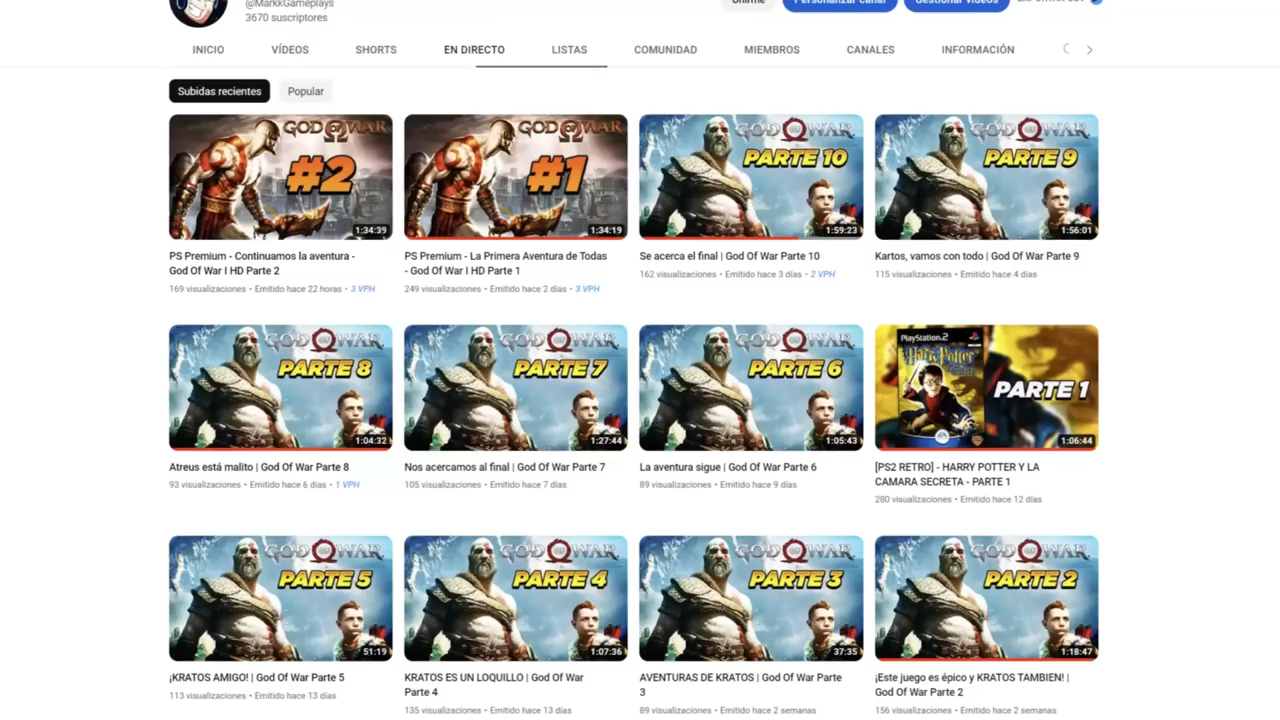 @MarkkGameplays
3670 suscriptores
Unirme
Personalizar canal
Gestionar vídeos
INICIO
VÍDEOS
SHORTS
EN DIRECTO
LISTAS
COMUNIDAD
MIEMBROS
CANALES
INFORMACIÓN
Subidas recientes
Popular
GOD OF WAR
#2
1:34:39
GOD OF WAR
#1
1:34:19
GOD OF WAR
PARTE 10
1:59:23
GOD OF WAR
PARTE 9
1:56:01
PS Premium - Continuamos la aventura -
God Of War I HD Parte 2
169 visualizaciones • Emitido hace 22 horas • 3 VPH
PS Premium - La Primera Aventura de Todas
- God Of War I HD Parte 1
249 visualizaciones • Emitido hace 2 días • 3 VPH
Se acerca el final | God Of War Parte 10
162 visualizaciones • Emitido hace 3 días • 2 VPH
Kartos, vamos con todo | God Of War Parte 9
115 visualizaciones • Emitido hace 4 días
GOD OF WAR
PARTE 8
1:04:32
GOD OF WAR
PARTE 7
1:27:44
GOD OF WAR
PARTE 6
1:05:43
PlayStation 2
Harry Potter
PARTE 1
1:06:44
Atreus está malito | God Of War Parte 8
93 visualizaciones • Emitido hace 6 días • 1 VPH
Nos acercamos al final | God Of War Parte 7
105 visualizaciones • Emitido hace 7 días
La aventura sigue | God Of War Parte 6
89 visualizaciones • Emitido hace 9 días
[PS2 RETRO] - HARRY POTTER Y LA
CAMARA SECRETA - PARTE 1
280 visualizaciones • Emitido hace 12 días
GOD OF WAR
PARTE 5
51:19
GOD OF WAR
PARTE 4
1:07:36
GOD OF WAR
PARTE 3
37:35
GOD OF WAR
PARTE 2
1:18:47
¡KRATOS AMIGO! | God Of War Parte 5
113 visualizaciones • Emitido hace 13 días
KRATOS ES UN LOQUILLO | God Of War
Parte 4
135 visualizaciones • Emitido hace 13 días
AVENTURAS DE KRATOS | God Of War Parte
3
89 visualizaciones • Emitido hace 2 semanas
¡Este juego es épico y KRATOS TAMBIEN! |
God Of War Parte 2
156 visualizaciones • Emitido hace 2 semanas